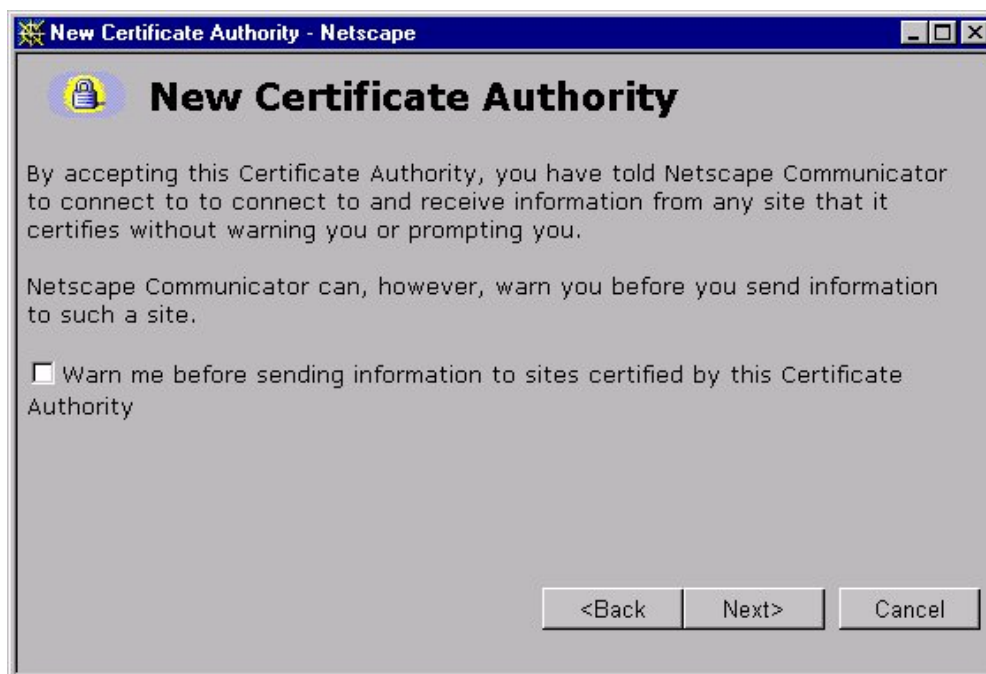 New Certificate Authority - Netscape
New Certificate Authority
By accepting this Certificate Authority, you have told Netscape Communicator
to connect to to connect to and receive information from any site that it
certifies without warning you or prompting you.
Netscape Communicator can, however, warn you before you send information
to such a site.
Warn me before sending information to sites certified by this Certificate
Authority
<Back Next> Cancel